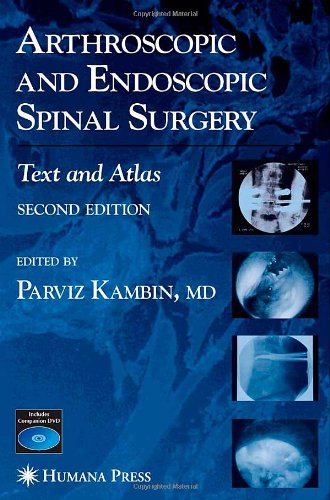 ARTHROSCOPIC
AND ENDOSCOPIC
SPINAL SURGERY
Text and Atlas
SECOND EDITION
EDITED BY
PARVIZ KAMBIN, MD
Includes
Companion DVD
HUMANA PRESS